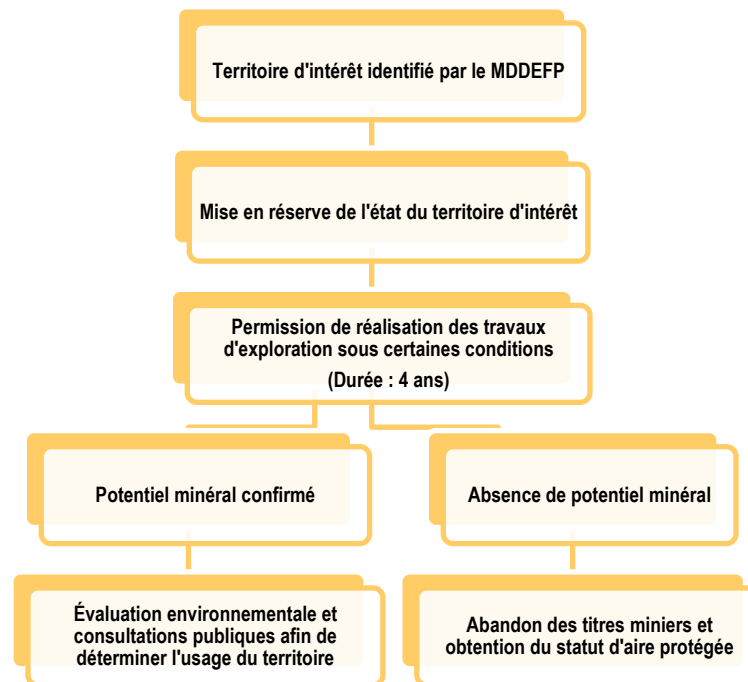 Territoire d'intérêt identifié par le MDDEFP
Mise en réserve de l'état du territoire d'intérêt
Permission de réalisation des travaux
d'exploration sous certaines conditions
(Durée : 4 ans)
Potentiel minéral confirmé
Absence de potentiel minéral
Évaluation environnementale et
consultations publiques afin de
déterminer l'usage du territoire
Abandon des titres miniers et
obtention du statut d'aire protégée